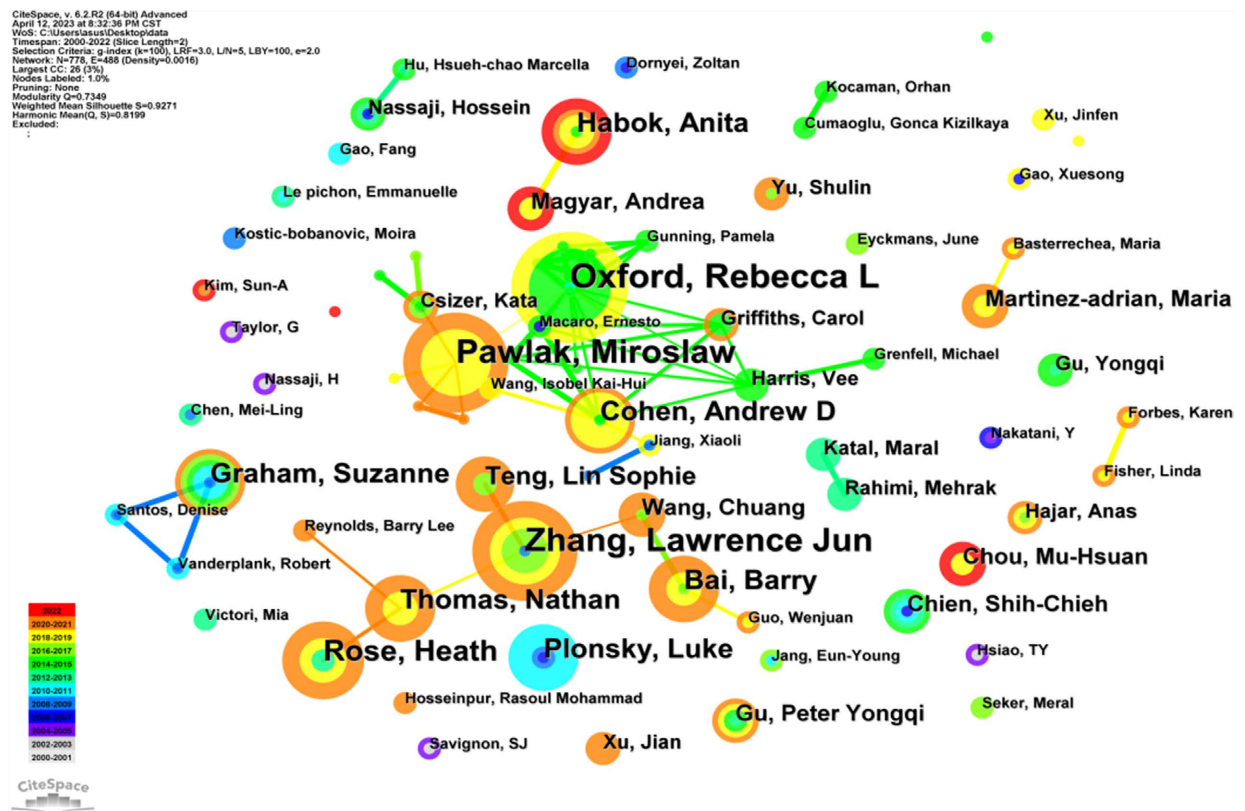 CiteSpace, v. 6.2.R2 (64-bit) Advanced
April 12, 2023 at 8:32:36 PM CST
WoS: C:\Users\asus\Desktop\data
Timespan: 2000-2022 (Slice Length=2)
Selection Criteria: g-index (k=100), LRF=3.0, L/N=5, LBY=100, e=2.0
Network: N=778, E=488 (Density=0.0016)
Largest CC: 26 (3%)
Nodes Labeled: 1.0%
Pruning: None
Modularity Q=0.7349
Weighted Mean Silhouette S=0.9271
Harmonic Mean(Q, S)=0.8199
Excluded:
;
Hu, Hsueh-chao Marcella
Dornyei, Zoltan
Kocaman, Orhan
Nassaji, Hossein
Habok, Anita
Cumaoglu, Gonca Kizilkaya
Xu, Jinfen
Gao, Fang
Gao, Xuesong
Le pichon, Emmanuelle
Magyar, Andrea
Yu, Shulin
Kostic-bobanovic, Moira
Gunning, Pamela
Eyckmans, June
Basterrechea, Maria
Kim, Sun-A
Oxford, Rebecca L
Csizer, Kata
Martinez-adrian, Maria
Taylor, G
Macaro, Ernesto
Griffiths, Carol
Pawlak, Miroslaw
Grenfell, Michael
Gu, Yongqi
Nassaji, H
Wang, Isobel Kai-Hui
Harris, Vee
Chen, Mei-Ling
Cohen, Andrew D
Forbes, Karen
Jiang, Xiaoli
Nakatani, Y
Katal, Maral
Graham, Suzanne
Teng, Lin Sophie
Fisher, Linda
Rahimi, Mehrak
Santos, Denise
Wang, Chuang
Hajar, Anas
Reynolds, Barry Lee
Zhang, Lawrence Jun
Vanderplank, Robert
Chou, Mu-Hsuan
Bai, Barry
Thomas, Nathan
Chien, Shih-Chieh
Victori, Mia
Guo, Wenjuan
Rose, Heath
Plonsky, Luke
Jang, Eun-Young
Hsiao, TY
Hosseinpur, Rasoul Mohammad
Seker, Meral
Gu, Peter Yongqi
Savignon, SJ
Xu, Jian
2022
2020-2021
2018-2019
2016-2017
2014-2015
2012-2013
2010-2011
2008-2009
2006-2007
2004-2005
2002-2003
2000-2001
CiteSpace